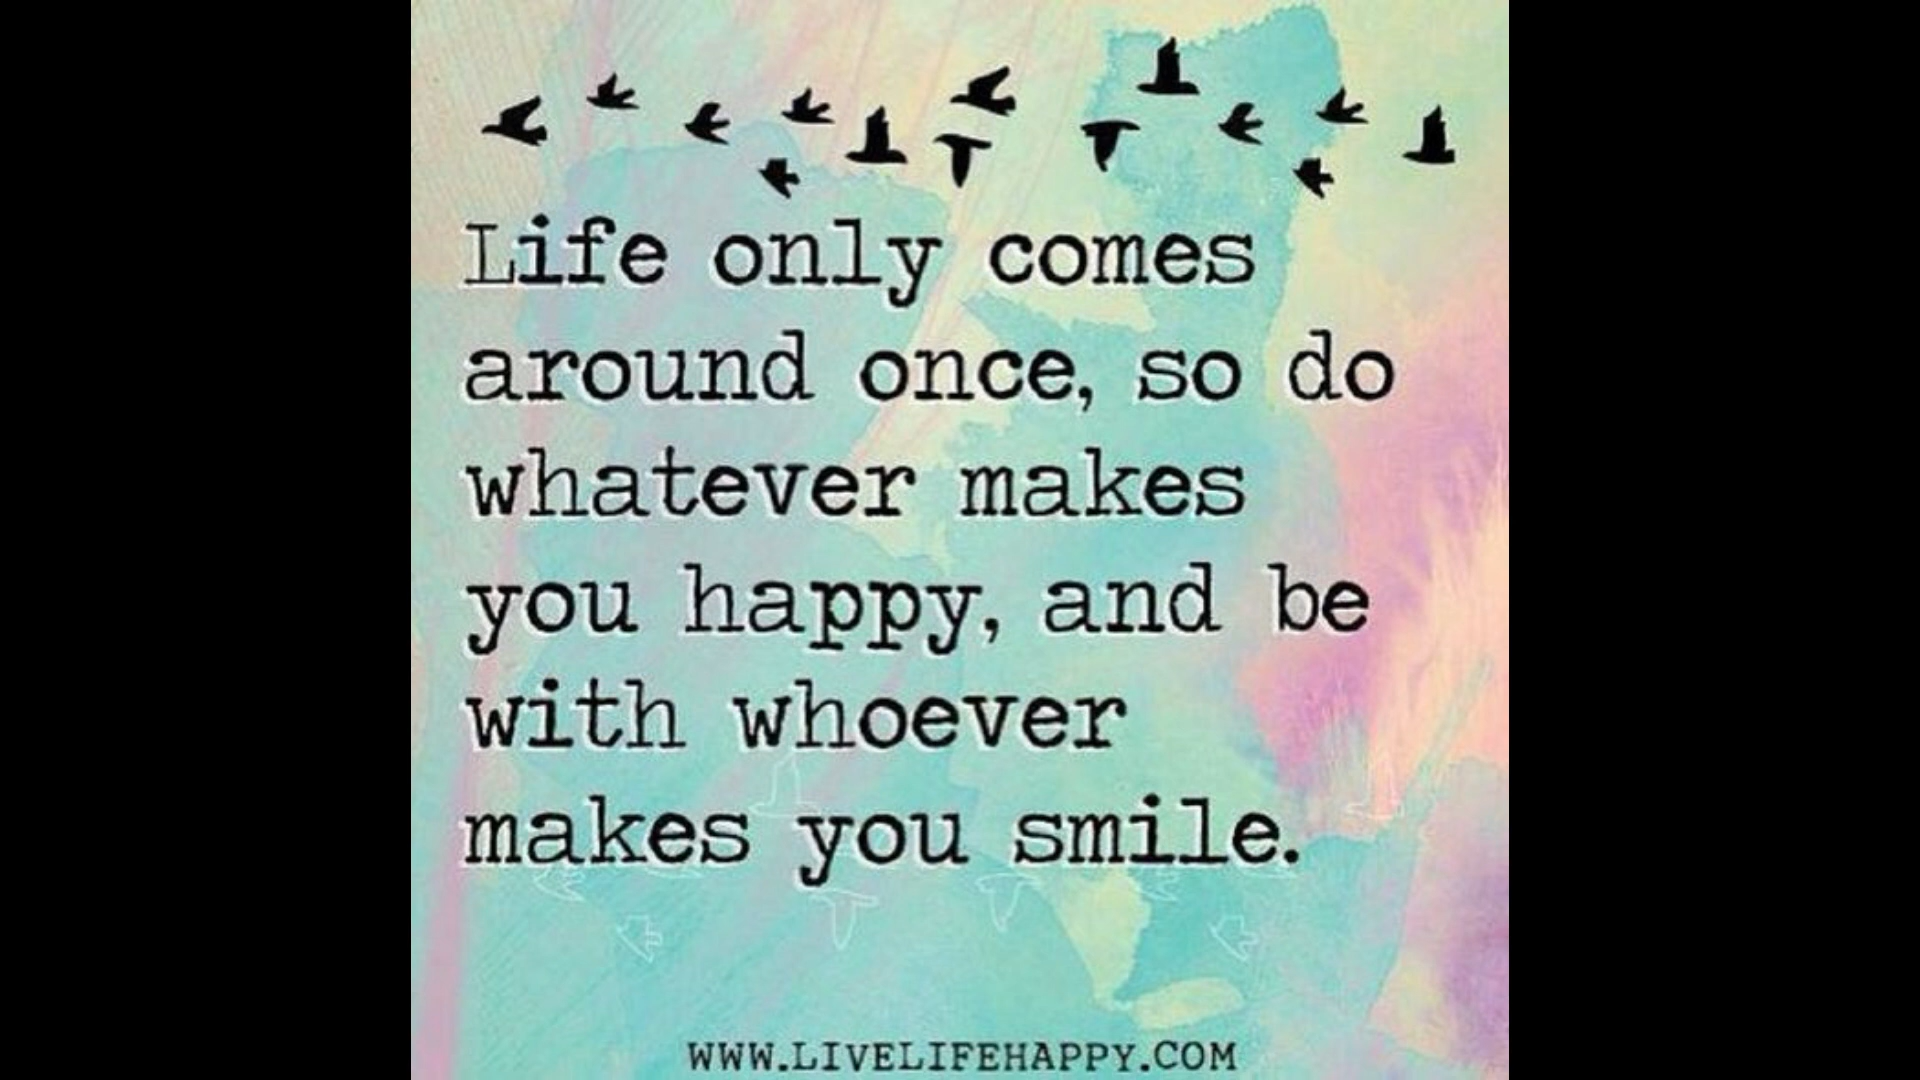 Life only comes
around once, so do
whatever makes
you happy, and be
with whoever
makes you smile.
WWW.LIVELIFEHAPPY.COM